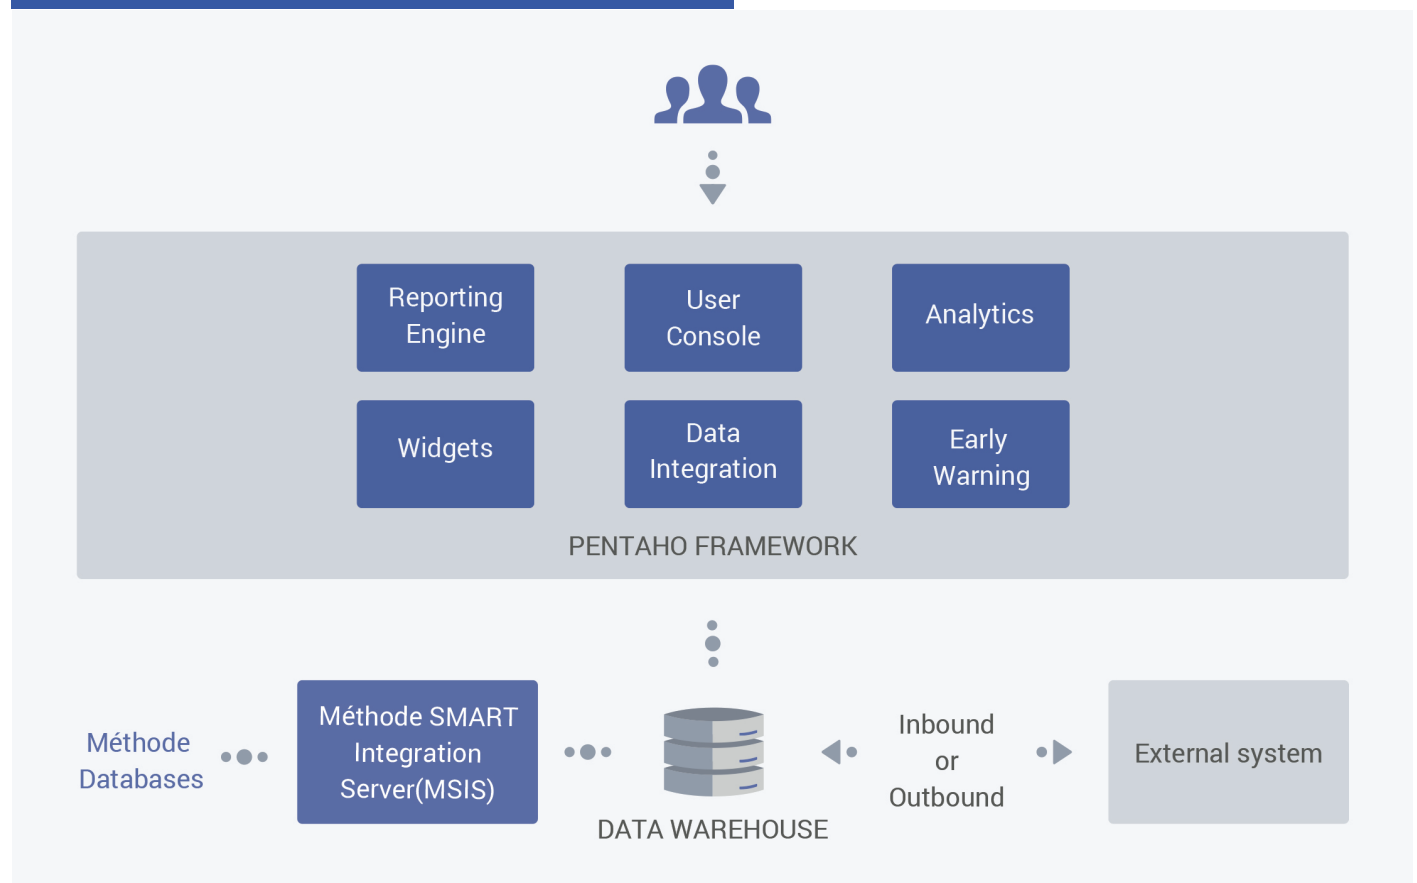 Reporting
Engine
User
Console
Analytics
Widgets
Data
Integration
Early
Warning
PENTAHO FRAMEWORK
Méthode
Databases
Méthode SMART
Integration
Server(MSIS)
DATA WAREHOUSE
Inbound
or
Outbound
External system